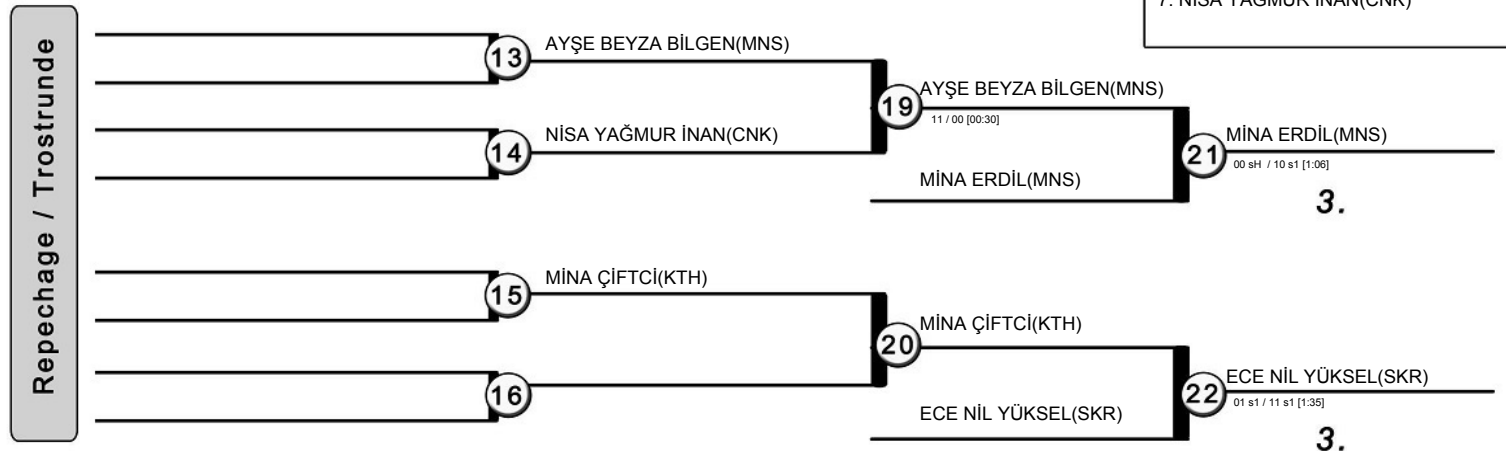 7. NİSA YAĞMUR İNAN(CNK)
Repechage / Trostrunde
13
AYŞE BEYZA BİLGEN(MNS)
14
NİSA YAĞMUR İNAN(CNK)
19
AYŞE BEYZA BİLGEN(MNS)
11 / 00 [00:30]
MİNA ERDİL(MNS)
21
MİNA ERDİL(MNS)
00 sH / 10 s1 [1:06]
3.
15
MİNA ÇİFTCİ(KTH)
16
20
MİNA ÇİFTCİ(KTH)
ECE NİL YÜKSEL(SKR)
22
ECE NİL YÜKSEL(SKR)
01 s1 / 11 s1 [1:35]
3.